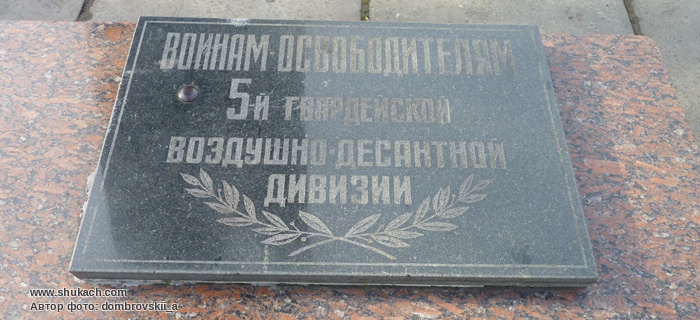 ВОИНАМ-ОСВОБОДИТЕЛЯМ
5й ГВАРДЕЙСКОЙ
ВОЗДУШНО-ДЕСАНТНОЙ
ДИВИЗИИ
www.shukach.com
Автор фото: dombrovskii_a